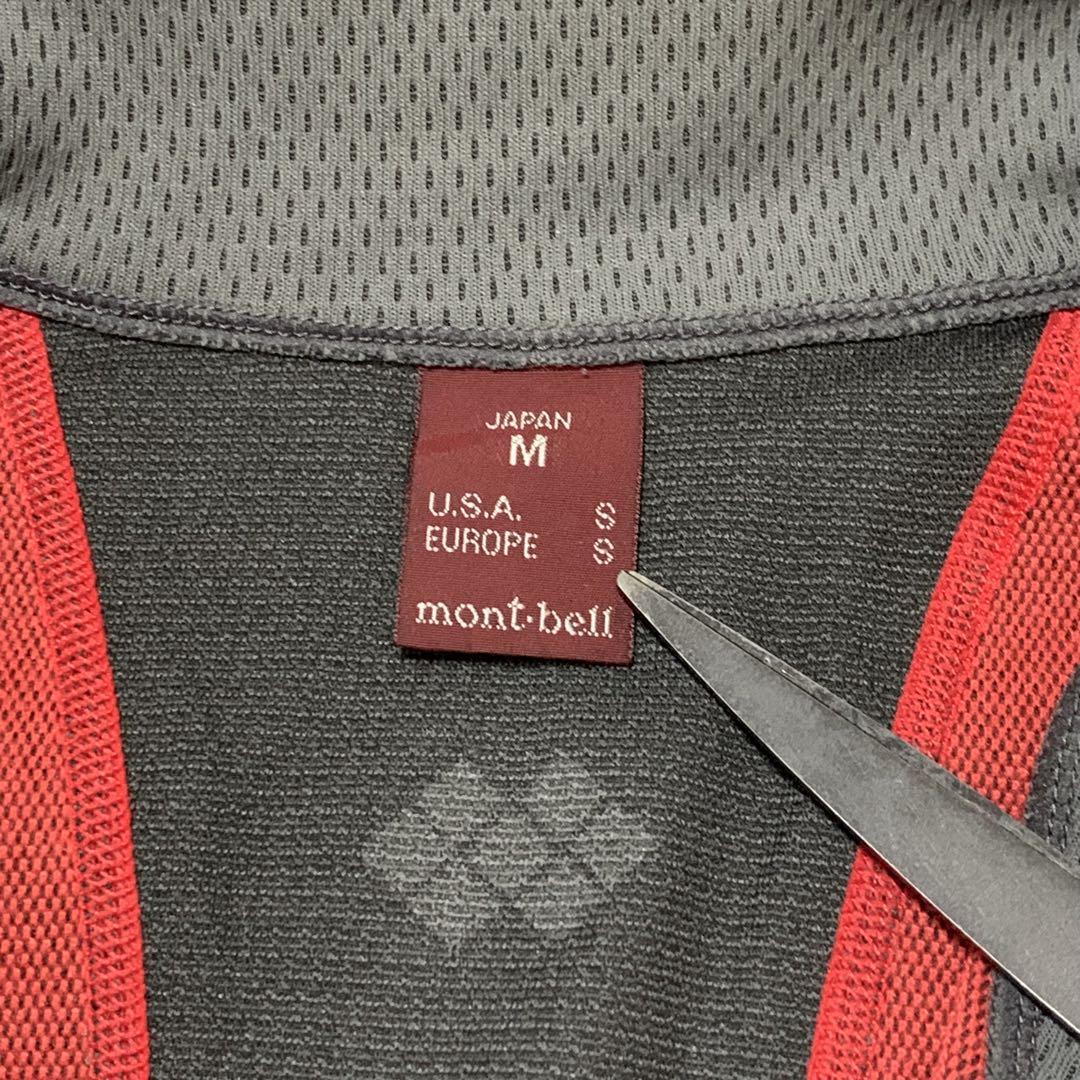 JAPAN
M
U.S.A. S
EUROPE S
mont·bell